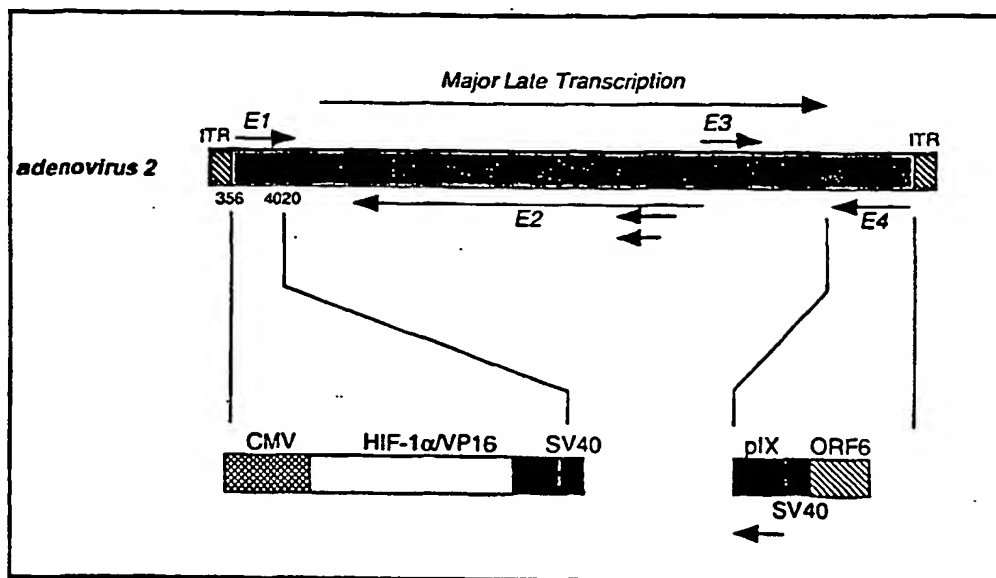 Major Late Transcription
ITR
E1
E3
ITR
adenovirus 2
356
4020
E2
E4
CMV
HIF-1α/VP16
SV40
pIX
ORF6
SV40